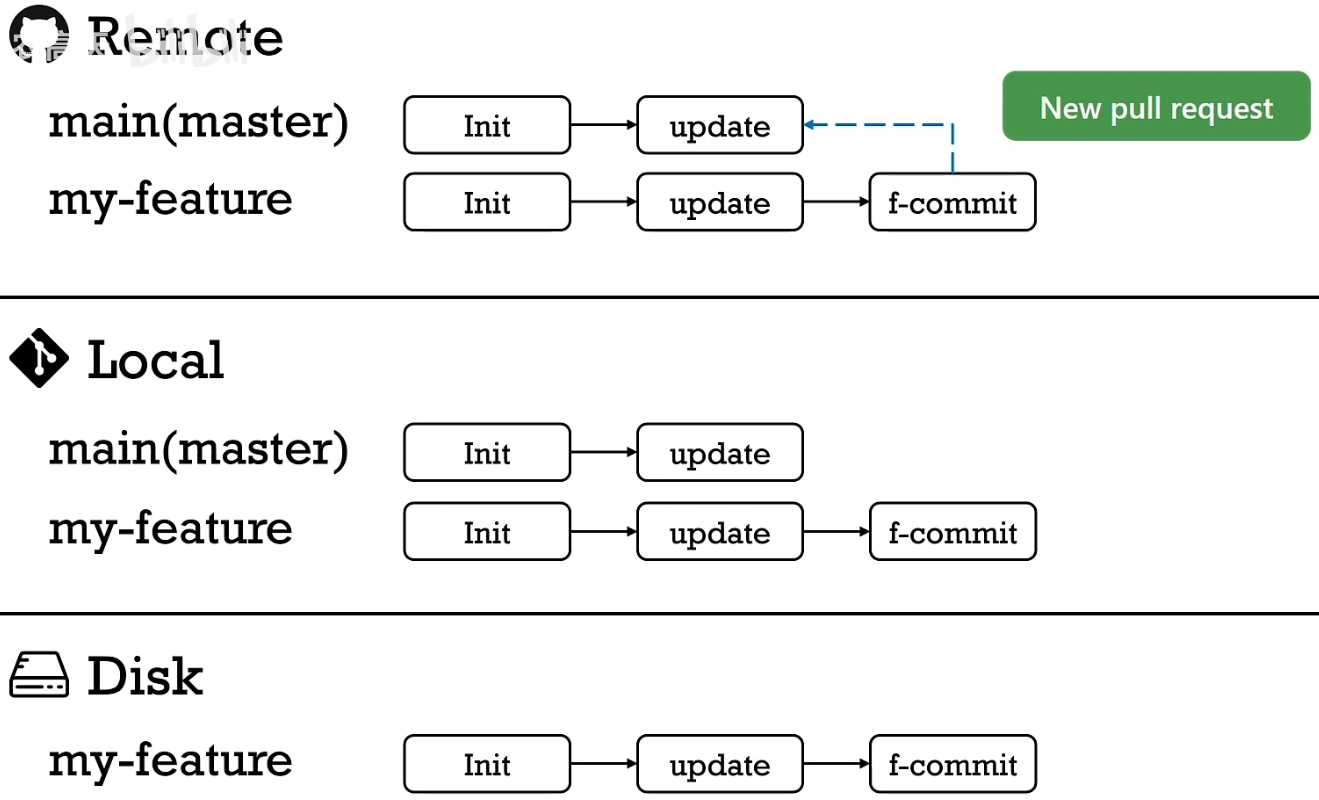 Remote
New pull request
main(master) Init update
my-feature Init update f-commit
Local
main(master) Init update
my-feature Init update f-commit
Disk
my-feature Init update f-commit